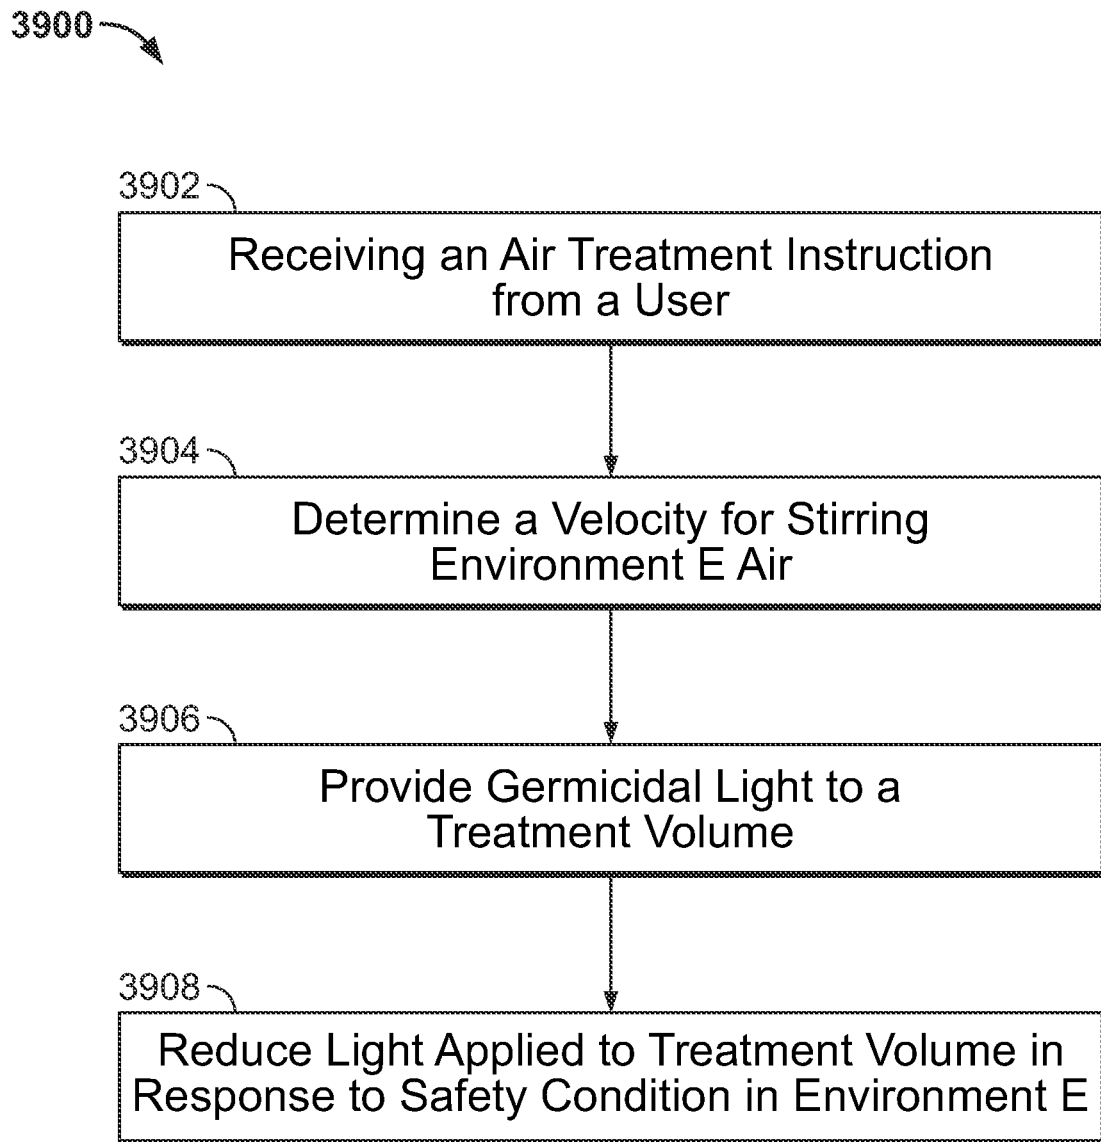 3900
3902
Receiving an Air Treatment Instruction
from a User
3904
Determine a Velocity for Stirring
Environment E Air
3906
Provide Germicidal Light to a
Treatment Volume
3908
Reduce Light Applied to Treatment Volume in
Response to Safety Condition in Environment E